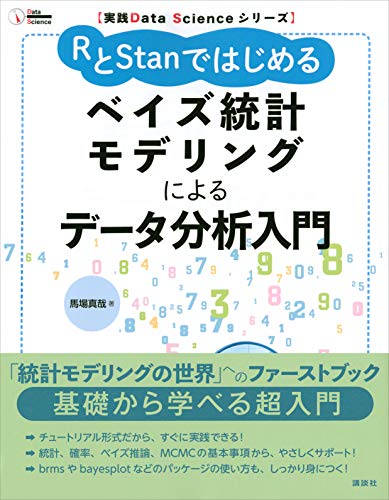 Data
Science
【実践Data Scienceシリーズ】
RとStanではじめる
ベイズ統計
モデリング
による
データ分析入門
馬場真哉 著
「統計モデリングの世界」へのファーストブック
基礎から学べる超入門
→ チュートリアル形式だから、すぐに実践できる!
→ 統計、確率、ベイズ推論、MCMCの基本事項から、やさしくサポート!
→ brmsやbayesplotなどのパッケージの使い方も、しっかり身につく!
講談社